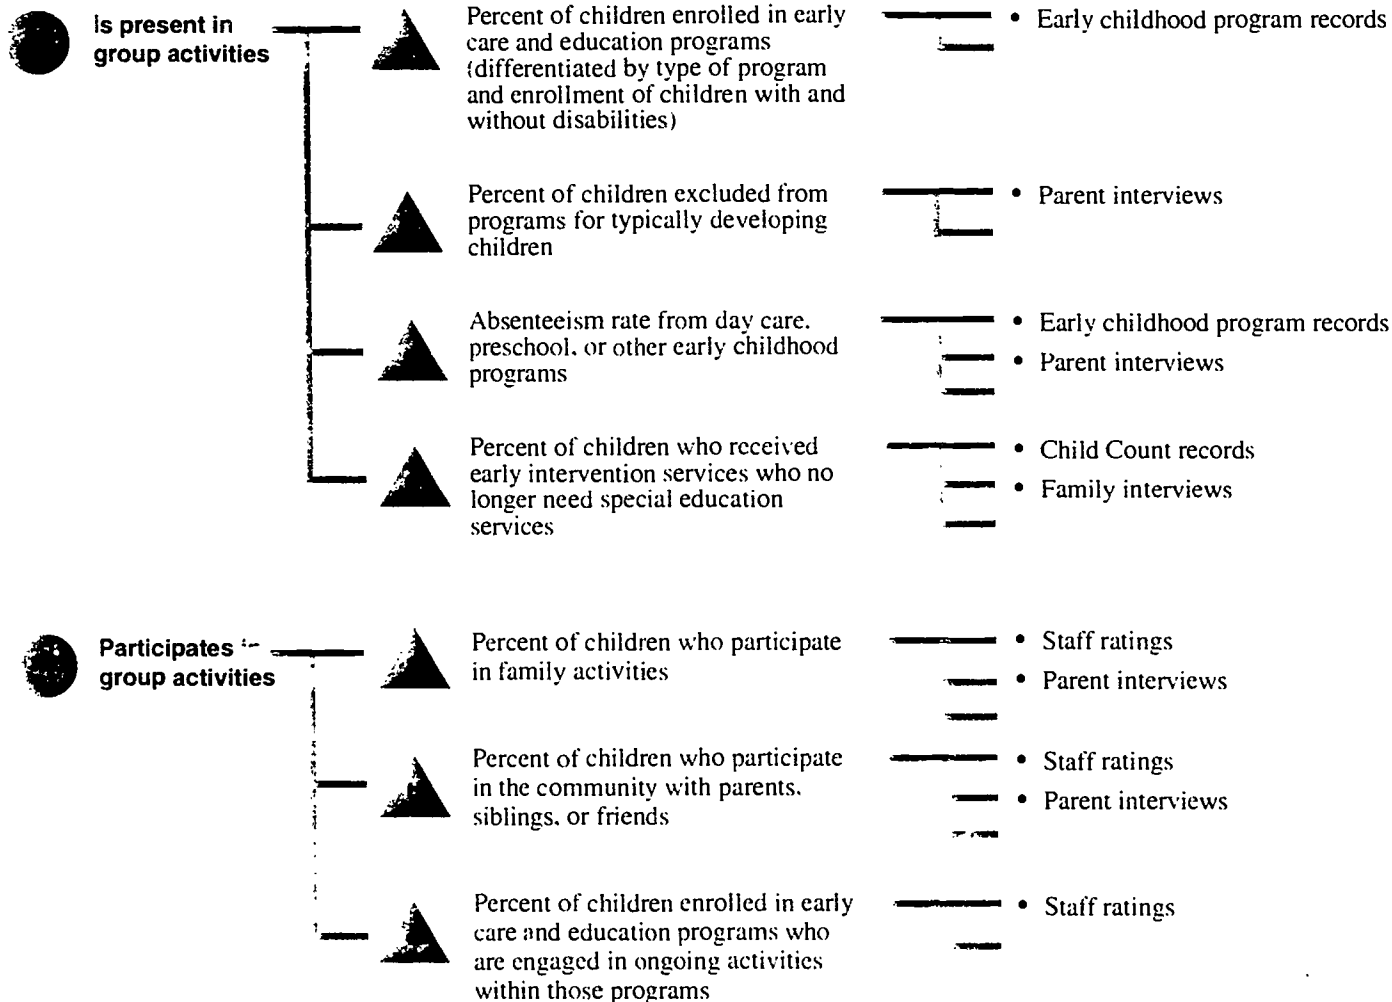 Is present in
group activities
Percent of children enrolled in early
care and education programs
(differentiated by type of program
and enrollment of children with and
without disabilities)
• Early childhood program records
Percent of children excluded from
programs for typically developing
children
• Parent interviews
Absenteeism rate from day care,
preschool, or other early childhood
programs
• Early childhood program records
• Parent interviews
Percent of children who received
early intervention services who no
longer need special education
services
• Child Count records
• Family interviews
Participates
group activities
Percent of children who participate
in family activities
• Staff ratings
• Parent interviews
Percent of children who participate
in the community with parents,
siblings, or friends
• Staff ratings
• Parent interviews
Percent of children enrolled in early
care and education programs who
are engaged in ongoing activities
within those programs
• Staff ratings